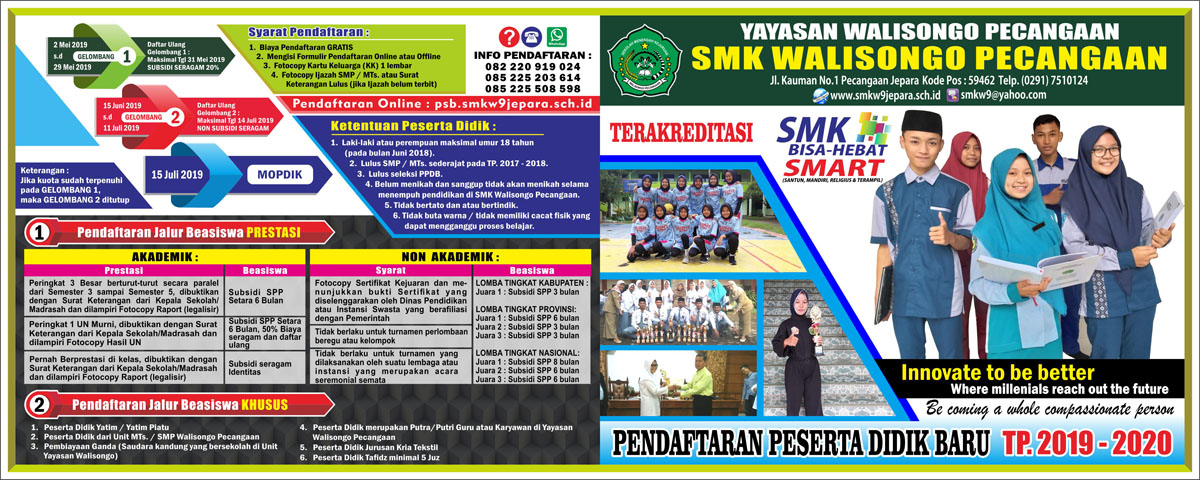 2 Mei 2019
s.d
29 Mei 2019
GELOMBANG 1
Daftar Ulang
Gelombang 1 :
Maksimal Tgl 31 Mei 2019
SUBSIDI SERAGAM 20%
15 Juni 2019
s.d
11 Juli 2019
GELOMBANG 2
Daftar Ulang
Gelombang 2 :
Maksimal Tgl 14 Juli 2019
NON SUBSIDI SERAGAM
Keterangan :
Jika kuota sudah terpenuhi
pada GELOMBANG 1,
maka GELOMBANG 2 ditutup
15 Juli 2019
MOPDIK
Syarat Pendaftaran :
1. Biaya Pendaftaran GRATIS
2. Mengisi Formulir Pendaftaran Online atau Offline
3. Fotocopy Kartu Keluarga (KK) 1 lembar
4. Fotocopy Ijazah SMP / MTs. atau Surat
Keterangan Lulus (jika Ijazah belum terbit)
WhatsApp
INFO PENDAFTARAN :
082 220 919 024
085 225 203 614
085 225 508 598
Pendaftaran Online : psb.smkw9jepara.sch.id
Ketentuan Peserta Didik :
1. Laki-laki atau perempuan maksimal umur 18 tahun
(pada bulan Juni 2018).
2. Lulus SMP / MTs. sederajat pada TP. 2017 - 2018.
3. Lulus seleksi PPDB.
4. Belum menikah dan sanggup tidak akan menikah selama
menempuh pendidikan di SMK Walisongo Pecangaan.
5. Tidak bertato dan atau bertindik.
6. Tidak buta warna / tidak memiliki cacat fisik yang
dapat mengganggu proses belajar.
1 Pendaftaran Jalur Beasiswa PRESTASI
AKADEMIK :
Prestasi Beasiswa
Peringkat 3 Besar berturut-turut secara paralel
dari Semester 3 sampai Semester 5, dibuktikan
dengan Surat Keterangan dari Kepala Sekolah/
Madrasah dan dilampiri Fotocopy Raport (legalisir)
Subsidi SPP
Setara 6 Bulan
Peringkat 1 UN Murni, dibuktikan dengan Surat
Keterangan dari Kepala Sekolah/Madrasah dan
dilampiri Fotocopy Hasil UN
Subsidi SPP Setara
6 Bulan, 50% Biaya
seragam dan daftar
ulang
Pernah Berprestasi di kelas, dibuktikan dengan
Surat Keterangan dari Kepala Sekolah/Madrasah
dan dilampiri Fotocopy Raport (legalisir)
Subsidi seragam
Identitas
NON AKADEMIK :
Syarat Beasiswa
Fotocopy Sertifikat Kejuaran dan me-
nunjukkan bukti Sertifikat yang
diselenggarakan oleh Dinas Pendidikan
atau Instansi Swasta yang berafiliasi
dengan Pemerintah
Tidak berlaku untuk turnamen perlombaan
beregu atau kelompok
Tidak berlaku untuk turnamen yang
dilaksanakan oleh suatu lembaga atau
instansi yang merupakan acara
seremonial semata
LOMBA TINGKAT KABUPATEN :
Juara 1 : Subsidi SPP 3 bulan
LOMBA TINGKAT PROVINSI:
Juara 1 : Subsidi SPP 6 bulan
Juara 2 : Subsidi SPP 3 bulan
Juara 3 : Subsidi SPP 3 bulan
LOMBA TINGKAT NASIONAL:
Juara 1 : Subsidi SPP 8 bulan
Juara 2 : Subsidi SPP 6 bulan
Juara 3 : Subsidi SPP 6 bulan
2 Pendaftaran Jalur Beasiswa KHUSUS
1. Peserta Didik Yatim / Yatim Piatu
2. Peserta Didik dari Unit MTs. / SMP Walisongo Pecangaan
3. Pembiayaan Ganda (Saudara kandung yang bersekolah di Unit
Yayasan Walisongo)
4. Peserta Didik merupakan Putra/Putri Guru atau Karyawan di Yayasan
Walisongo Pecangaan
5. Peserta Didik Jurusan Kria Tekstil
6. Peserta Didik Tafidz minimal 5 Juz
YAYASAN WALISONGO PECANGAAN
SMK WALISONGO PECANGAAN
Jl. Kauman No.1 Pecangaan Jepara Kode Pos : 59462 Telp. (0291) 7510124
www.smkw9jepara.sch.id smkw9@yahoo.com
TERAKREDITASI
SMK
BISA-HEBAT
SMART
(SANTUN, MANDIRI, RELIGIUS & TERAMPIL)
Innovate to be better
Where millenials reach out the future
Be coming a whole compassionate person
PENDAFTARAN PESERTA DIDIK BARU TP. 2019 - 2020